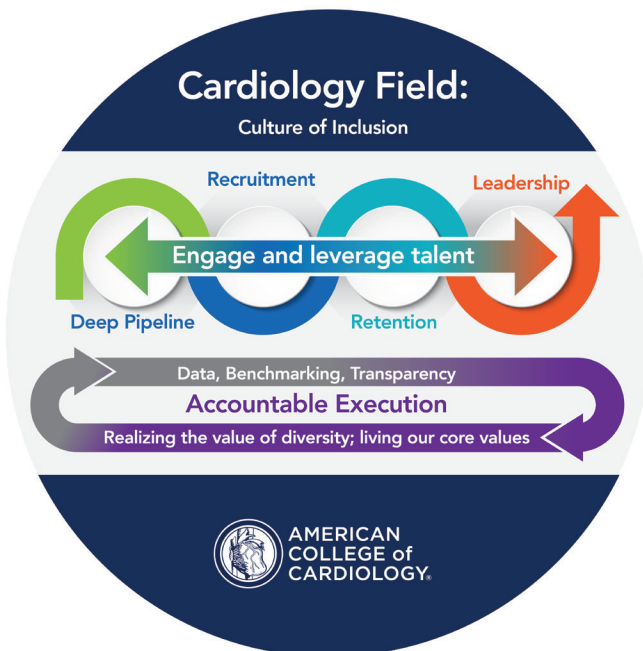 Cardiology Field:
Culture of Inclusion
Recruitment
Leadership
Engage and leverage talent
Deep Pipeline
Retention
Data, Benchmarking, Transparency
Accountable Execution
Realizing the value of diversity; living our core values
AMERICAN
COLLEGE of
CARDIOLOGY®